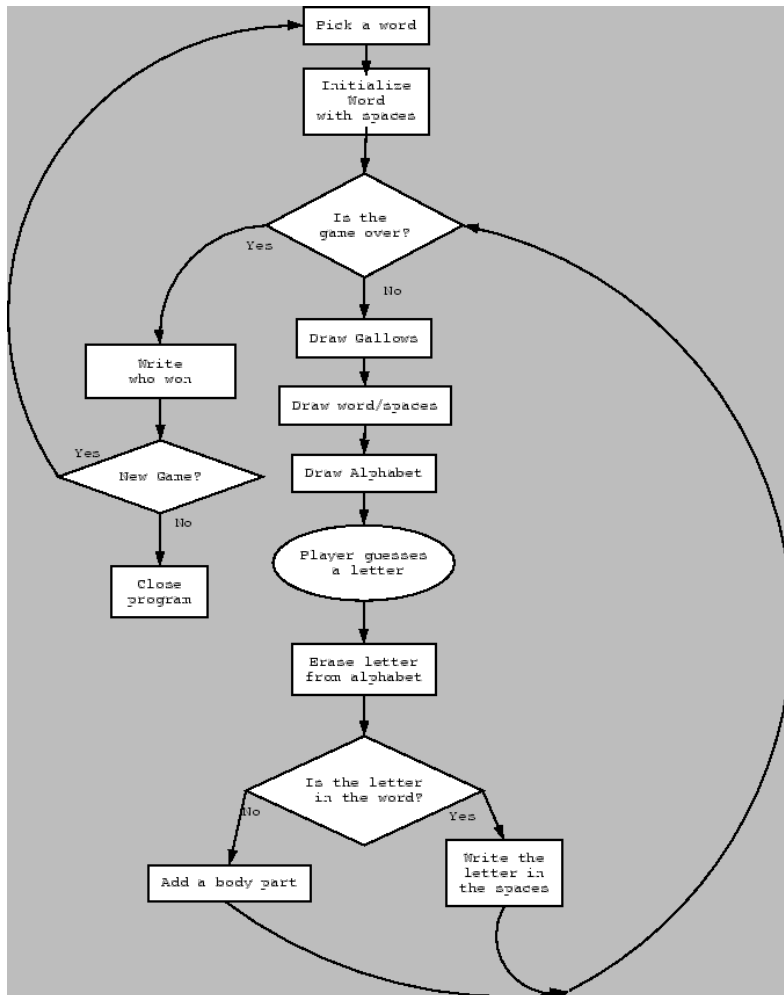 Pick a word
Initialize
Word
with spaces
Is the
game over?
Yes
No
Draw Gallows
Write
who won
Draw word/spaces
Yes
New Game?
Draw Alphabet
No
Player guesses
a letter
Close
program
Erase letter
from alphabet
Is the letter
in the word?
No
Yes
Add a body part
Write the
letter in
the spaces